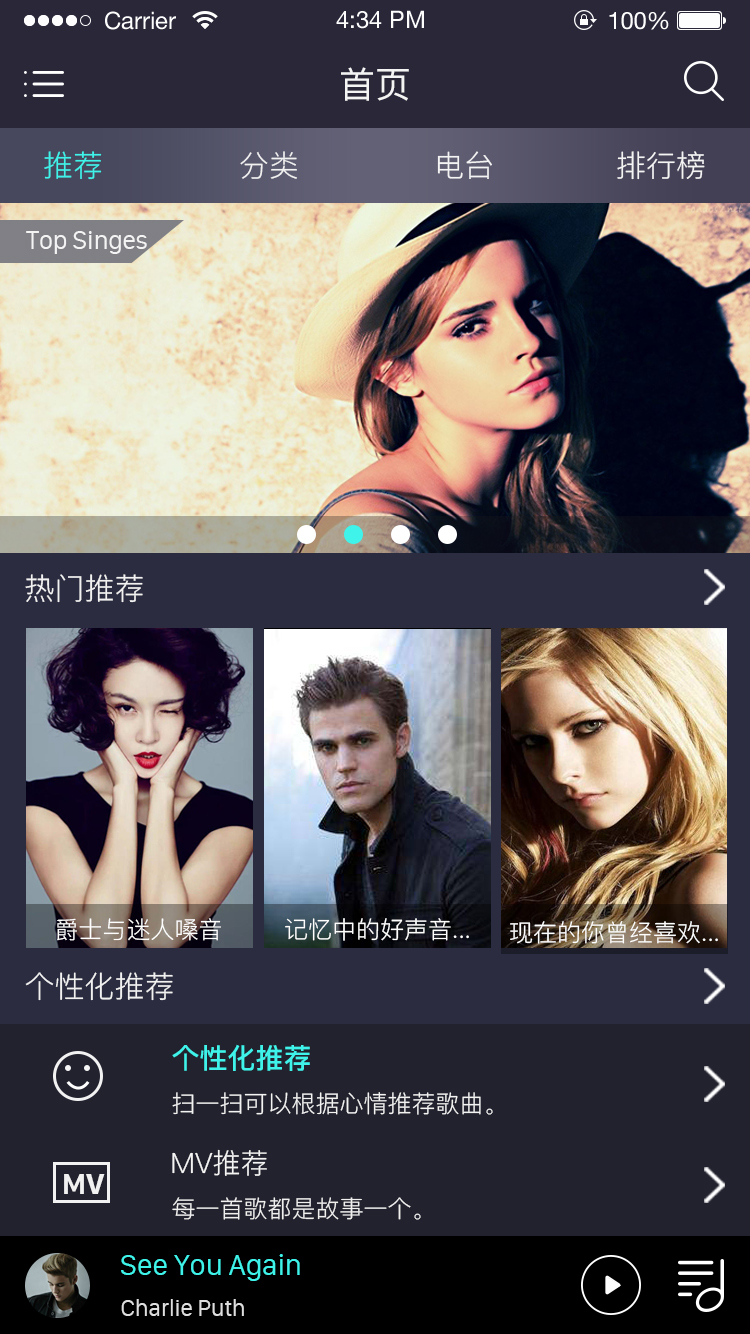 Carrier 4:34 PM 100%
首页
推荐 分类 电台 排行榜
Top Singes
热门推荐
爵士与迷人嗓音 记忆中的好声音... 现在的你曾经喜欢...
个性化推荐
个性化推荐
扫一扫可以根据心情推荐歌曲。
MV推荐
MV
每一首歌都是故事一个。
See You Again
Charlie Puth